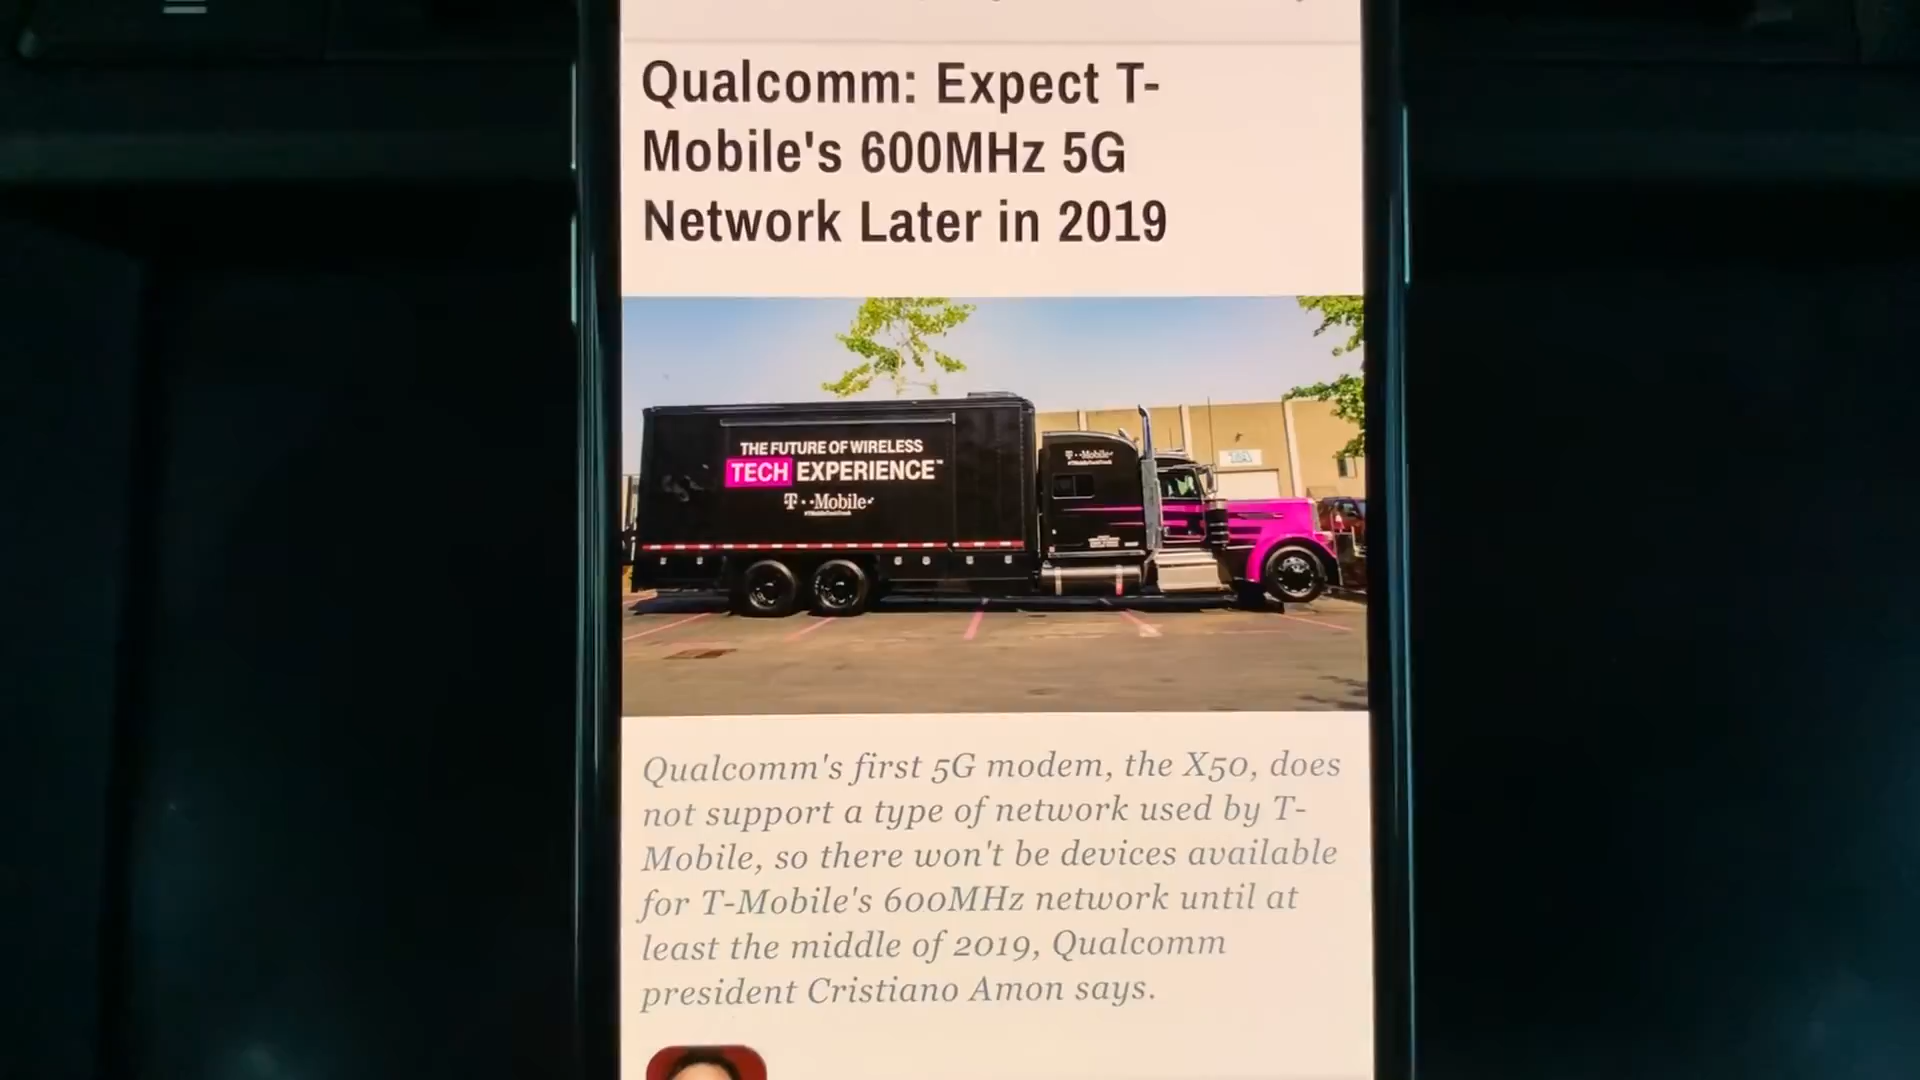 Qualcomm: Expect T-
Mobile's 600MHz 5G
Network Later in 2019
THE FUTURE OF WIRELESS
TECH EXPERIENCE™
T··Mobile·
T··Mobile·
TA
Qualcomm's first 5G modem, the X50, does
not support a type of network used by T-
Mobile, so there won't be devices available
for T-Mobile's 600MHz network until at
least the middle of 2019, Qualcomm
president Cristiano Amon says.